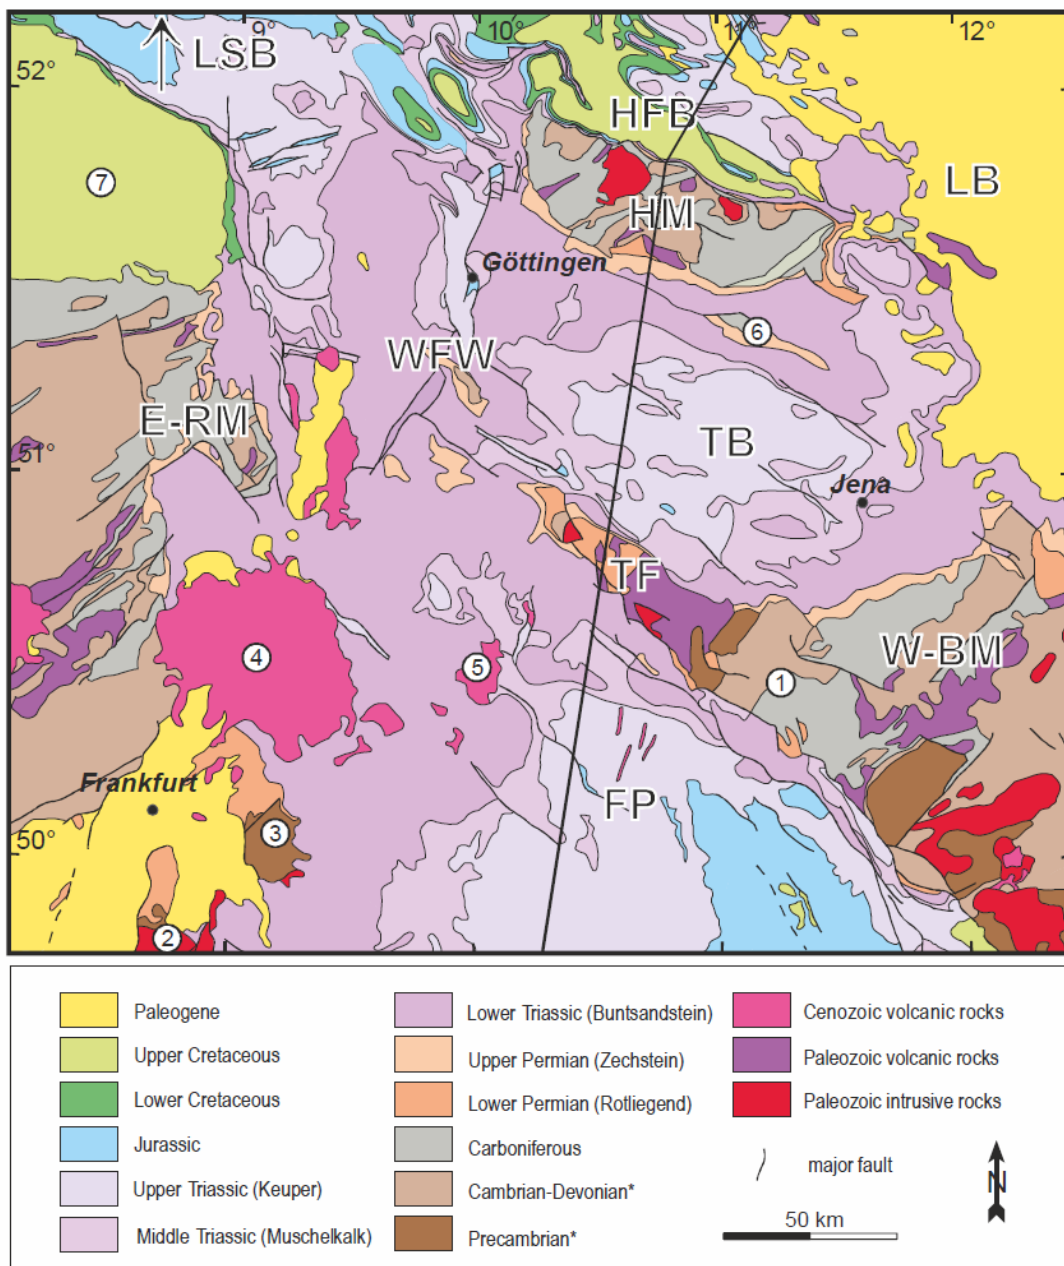 9°
10°
11°
12°
52°
LSB
HFB
7
LB
HM
Göttingen
6
WFW
E-RM
TB
51°
Jena
TF
4
5
W-BM
1
Frankfurt
FP
3
50°
2
Paleogene
Upper Cretaceous
Lower Cretaceous
Jurassic
Upper Triassic (Keuper)
Middle Triassic (Muschelkalk)
Lower Triassic (Buntsandstein)
Upper Permian (Zechstein)
Lower Permian (Rotliegend)
Carboniferous
Cambrian-Devonian*
Precambrian*
Cenozoic volcanic rocks
Paleozoic volcanic rocks
Paleozoic intrusive rocks
major fault
N
50 km